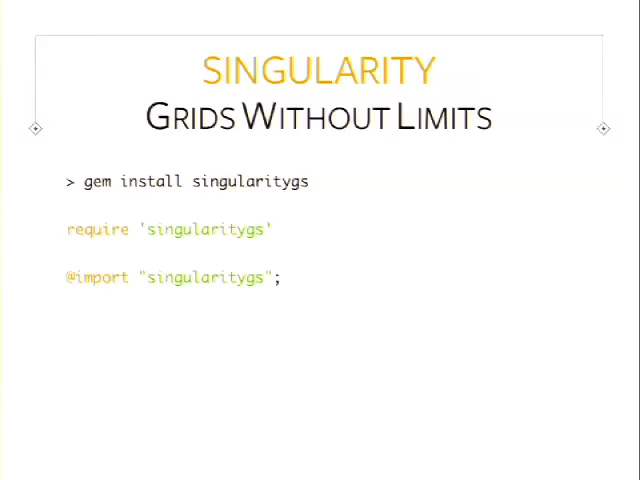 SINGULARITY
GRIDS WITHOUT LIMITS
> gem install singularitygs
require 'singularitygs'
@import "singularitygs";